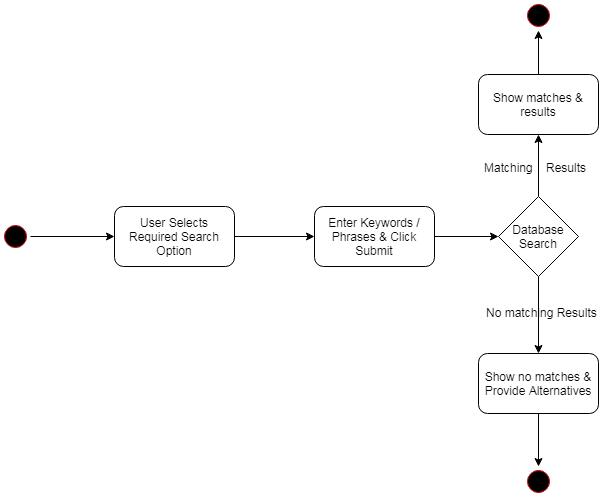 Show matches &
results
Matching Results
User Selects
Required Search
Option
Enter Keywords /
Phrases & Click
Submit
Database
Search
No matching Results
Show no matches &
Provide Alternatives